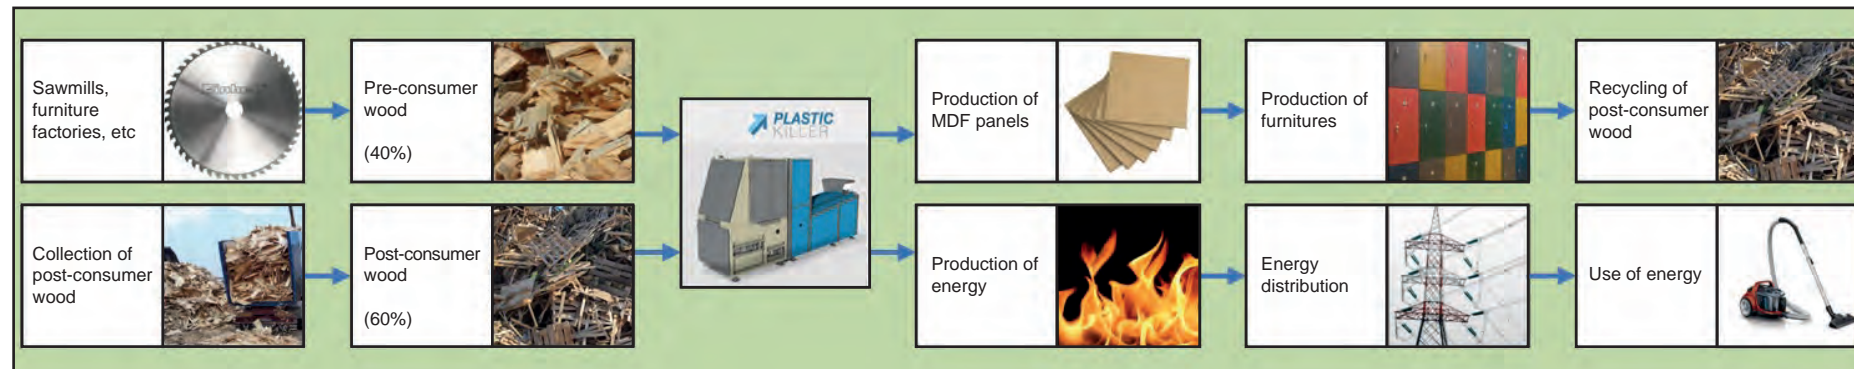 Sawmills,
furniture
factories, etc
Pre-consumer
wood
(40%)
PLASTIC
KILLER
Production of
MDF panels
Production of
furnitures
Recycling of
post-consumer
wood
Collection of
post-consumer
wood
Post-consumer
wood
(60%)
Production of
energy
Energy
distribution
Use of energy